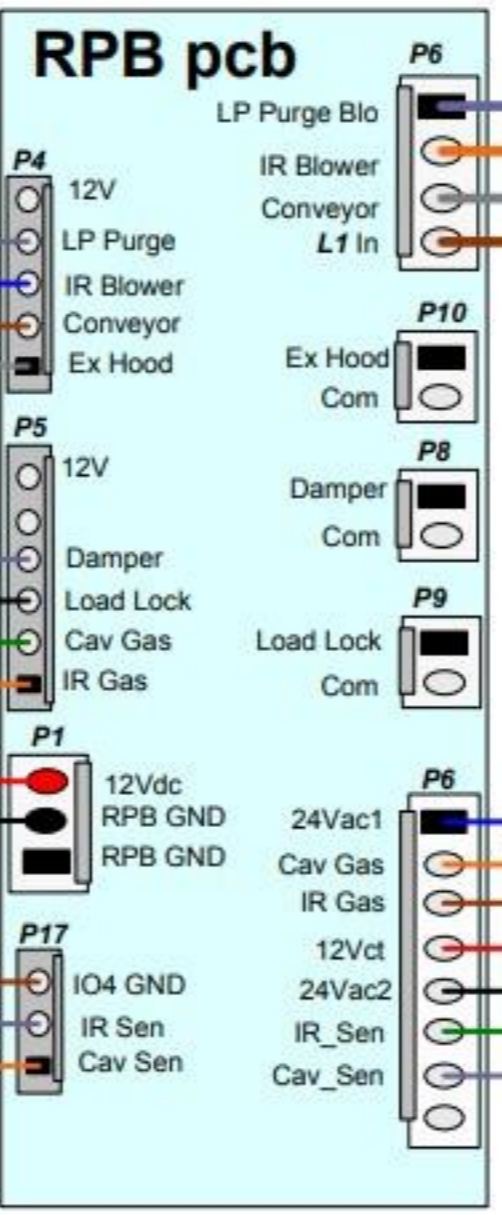 RPB pcb
P4
12V
LP Purge
IR Blower
Conveyor
Ex Hood
P5
12V
Damper
Load Lock
Cav Gas
IR Gas
P1
12Vdc
RPB GND
RPB GND
P17
IO4 GND
IR Sen
Cav Sen
P6
LP Purge Blo
IR Blower
Conveyor
L1 In
P10
Ex Hood
Com
P8
Damper
Com
P9
Load Lock
Com
P6
24Vac1
Cav Gas
IR Gas
12Vct
24Vac2
IR_Sen
Cav_Sen